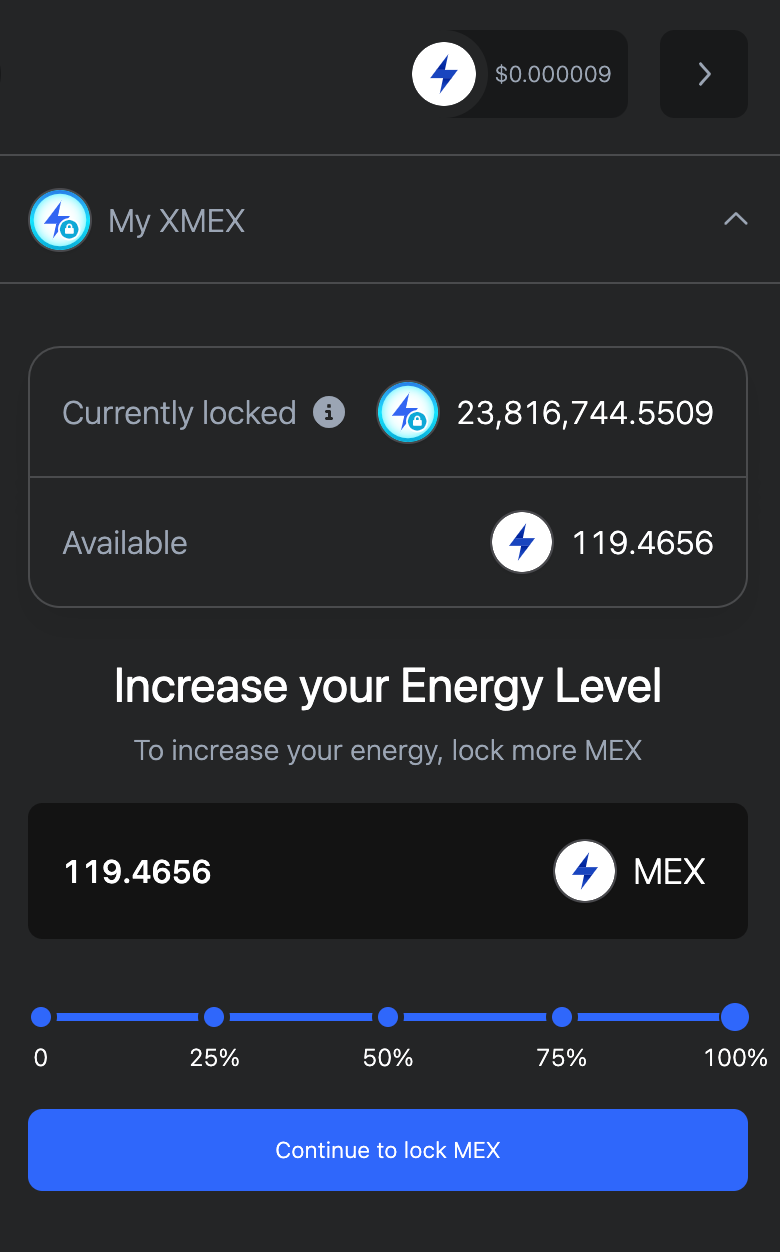 $0.000009
My XMEX
Currently locked 23,816,744.5509
Available 119.4656
Increase your Energy Level
To increase your energy, lock more MEX
119.4656 MEX
0 25% 50% 75% 100%
Continue to lock MEX